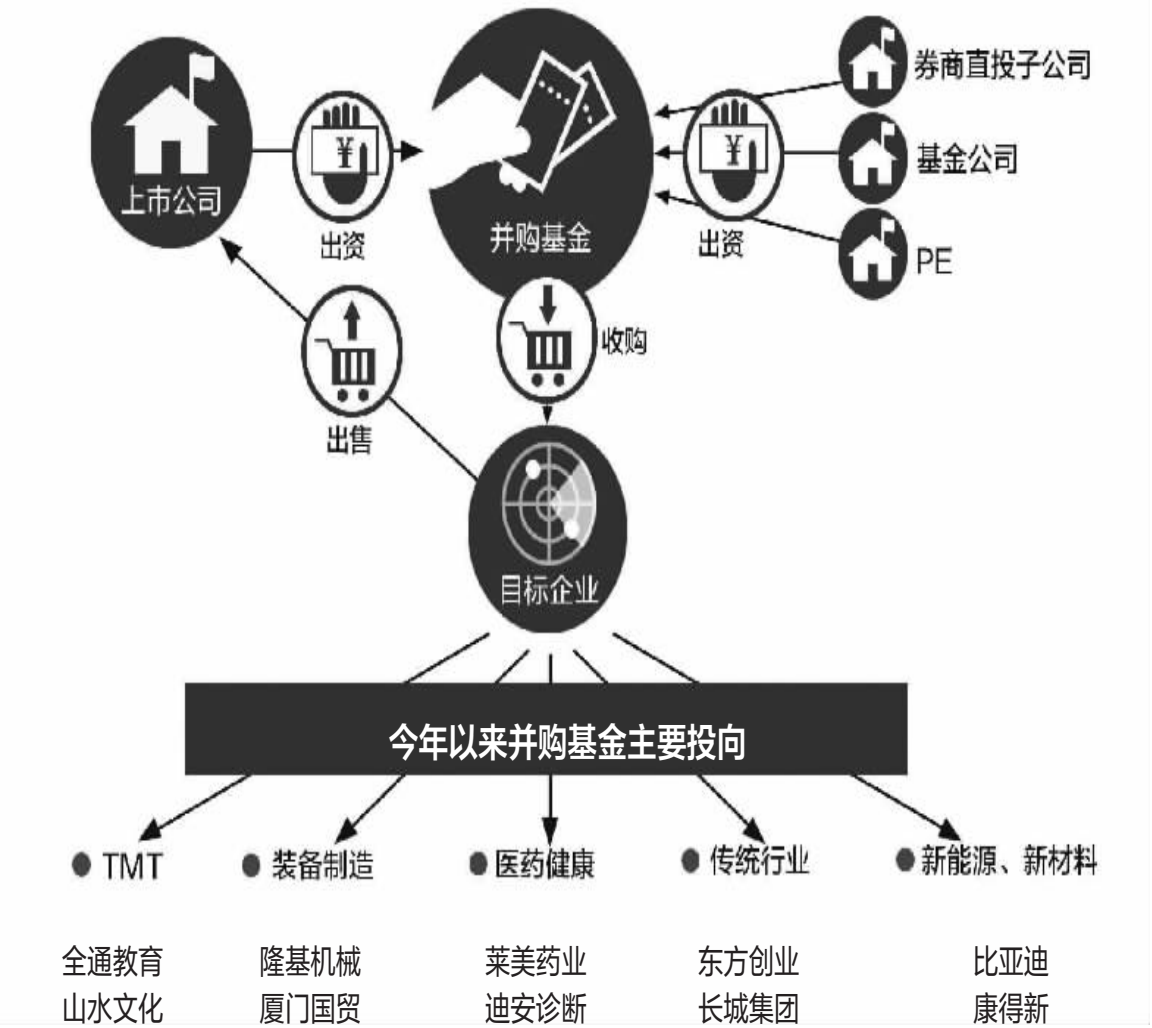 券商直投子公司
¥
¥
基金公司
上市公司
出资
并购基金
出资
PE
收购
出售
目标企业
今年以来并购基金主要投向
TMT
装备制造
医药健康
传统行业
新能源、新材料
全通教育
隆基机械
莱美药业
东方创业
比亚迪
山水文化
厦门国贸
迪安诊断
长城集团
康得新